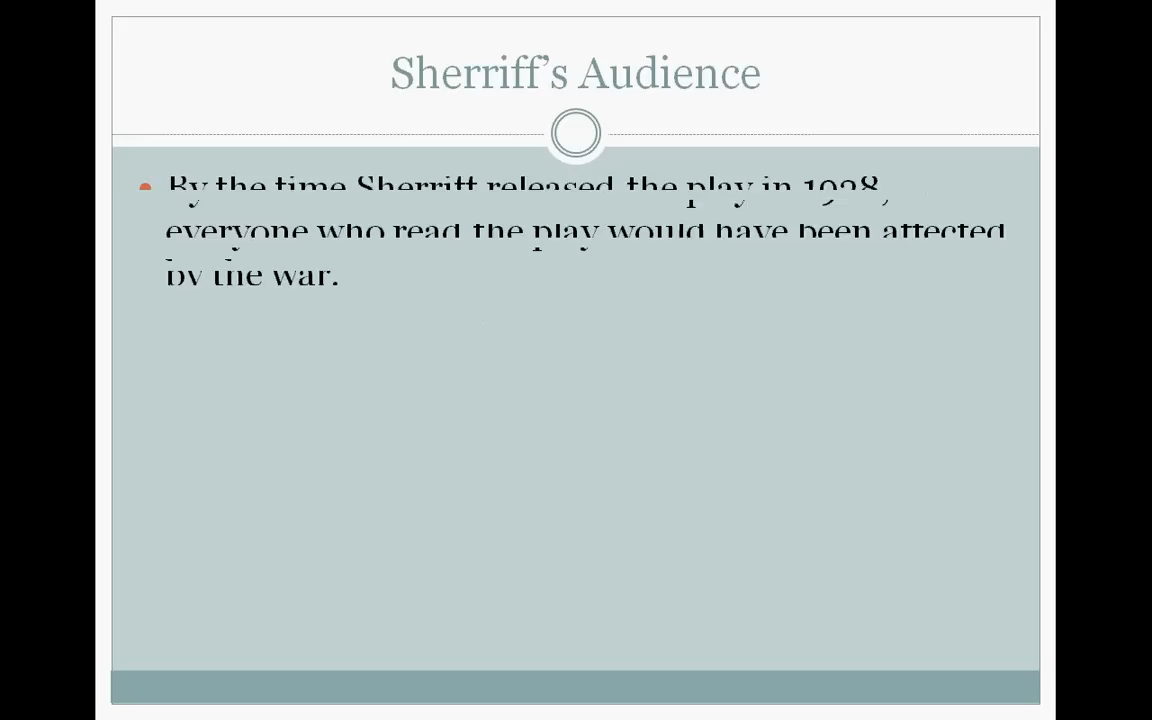 Sherriff's Audience
• By the time Sherriff released the play in 1928,
everyone who read the play would have been affected
by the war.